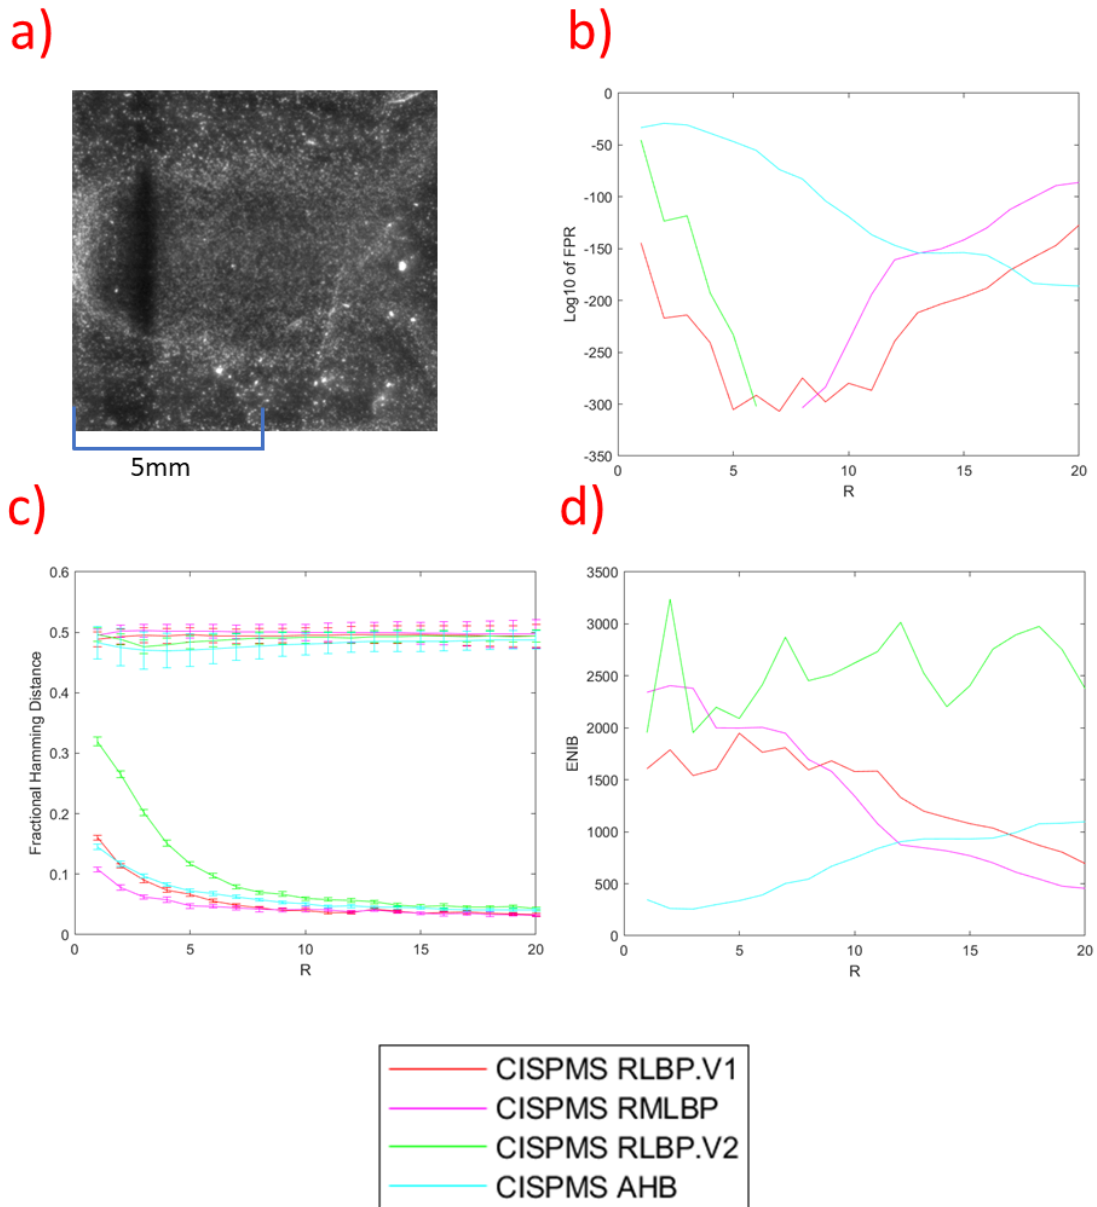 a)
b)
5mm
0
-50
-100
-150
-200
-250
-300
-350
Log10 of FPR
0 5 10 15 20
R
c)
d)
0.6
0.5
0.4
0.3
0.2
0.1
0
Fractional Hamming Distance
0 5 10 15 20
R
3500
3000
2500
2000
1500
1000
500
0
ENIB
0 5 10 15 20
R
CISPMS RLBP.V1
CISPMS RMLBP
CISPMS RLBP.V2
CISPMS AHB